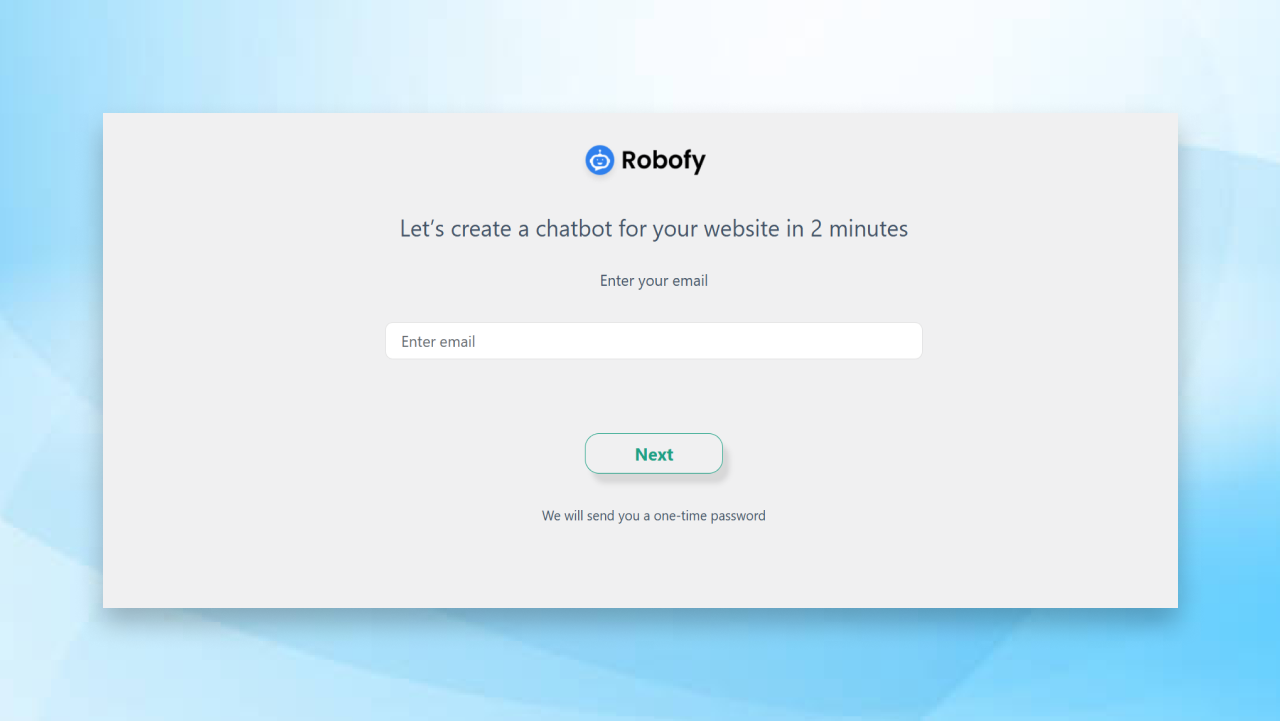 Robofy
Let’s create a chatbot for your website in 2 minutes
Enter your email
Enter email
Next
We will send you a one-time password